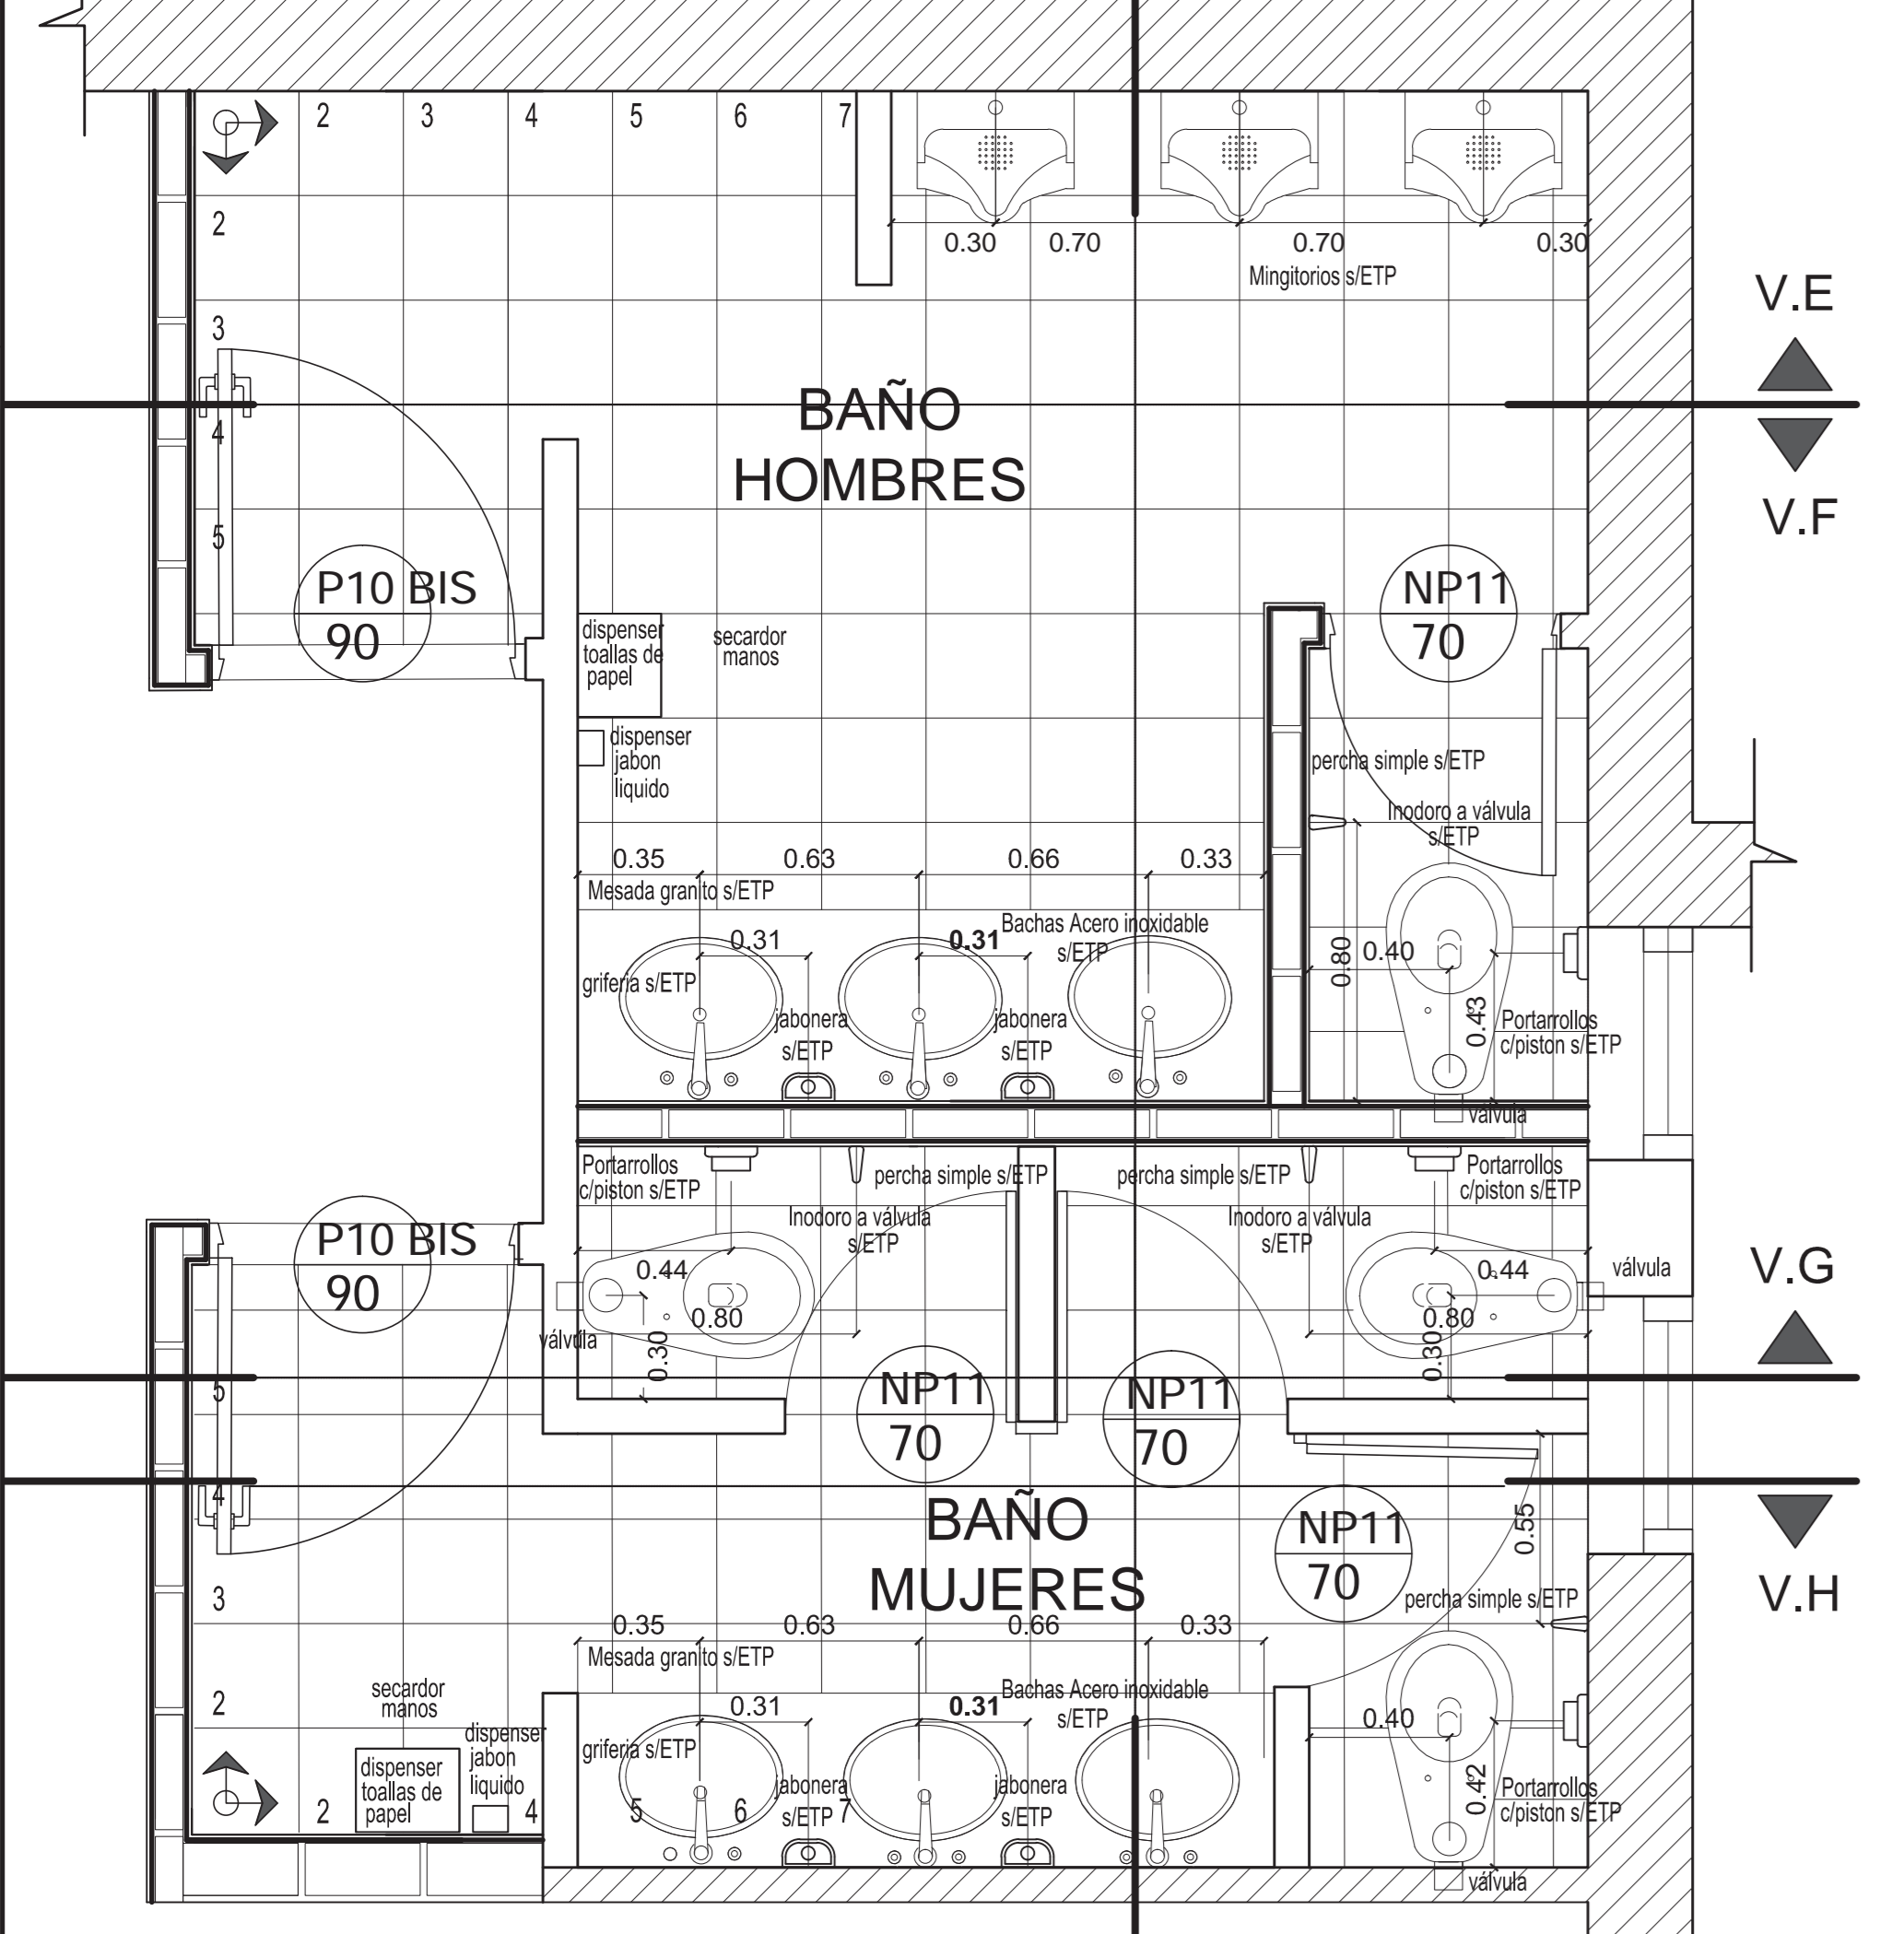 2 3 4 5 6 7
2
3
4
5
0.30 0.70 0.70 0.30
Mingitorios s/ETP
V.E
V.F
BAÑO
HOMBRES
P10 BIS
90
NP11
70
dispenser
toallas de
papel
secardor
manos
dispenser
jabon
liquido
percha simple s/ETP
Inodoro a válvula
s/ETP
0.35 0.63 0.66 0.33
Mesada granito s/ETP
Bachas Acero inoxidable
s/ETP
0.31 0.31
griferia s/ETP
jabonera
s/ETP
jabonera
s/ETP
0.80 0.40
0.43
Portarrollos
c/piston s/ETP
válvula
Portarrollos
c/piston s/ETP
percha simple s/ETP
percha simple s/ETP
Portarrollos
c/piston s/ETP
Inodoro a válvula
s/ETP
Inodoro a válvula
s/ETP
P10 BIS
90
0.44
0.80
0.30
válvula
0.44
0.80
0.30
válvula
V.G
V.H
NP11
70
NP11
70
NP11
70
5
4
3
2
BAÑO
MUJERES
0.55
percha simple s/ETP
0.35 0.63 0.66 0.33
Mesada granito s/ETP
Bachas Acero inoxidable
s/ETP
0.31 0.31
griferia s/ETP
secardor
manos
dispenser
jabon
liquido
dispenser
toallas de
papel
jabonera
s/ETP
jabonera
s/ETP
2 4 5 6 7
0.40
0.42
Portarrollos
c/piston s/ETP
válvula